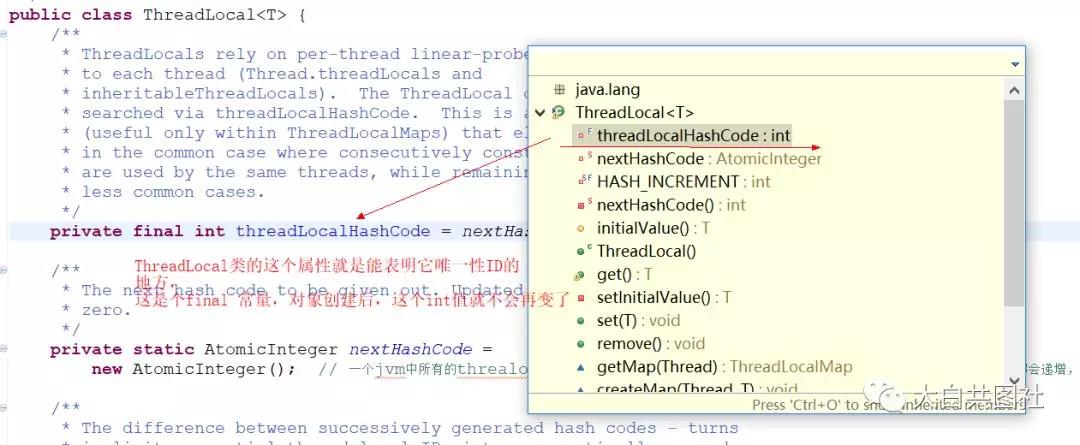 public class ThreadLocal<T> {
/**
* ThreadLocals rely on per-thread linear-probe
* to each thread (Thread.threadLocals and
* inheritableThreadLocals).  The ThreadLocal
* searched via threadLocalHashCode.  This is a
* (useful only within ThreadLocalMaps) that el
* in the common case where consecutively cons
* are used by the same threads, while remainin
* less common cases.
*/
private final int threadLocalHashCode = nextHas
ThreadLocal类的这个属性就是能表明它唯一性ID的
地方,
这是个final 常量，对象创建后，这个int值就不会再变了
/**
* The next hash code to be given out. Updated
* zero.
*/
private static AtomicInteger nextHashCode =
new AtomicInteger();  // 一个jvm中所有的threalo
会递增，
/**
* The difference between successively generated hash codes - turns
java.lang
ThreadLocal<T>
threadLocalHashCode : int
nextHashCode : AtomicInteger
HASH_INCREMENT : int
nextHashCode() : int
initialValue() : T
ThreadLocal()
get() : T
setInitialValue() : T
set(T) : void
remove() : void
getMap(Thread) : ThreadLocalMap
createMap(Thread, T) : void
Press 'Ctrl+O' to show inherited members